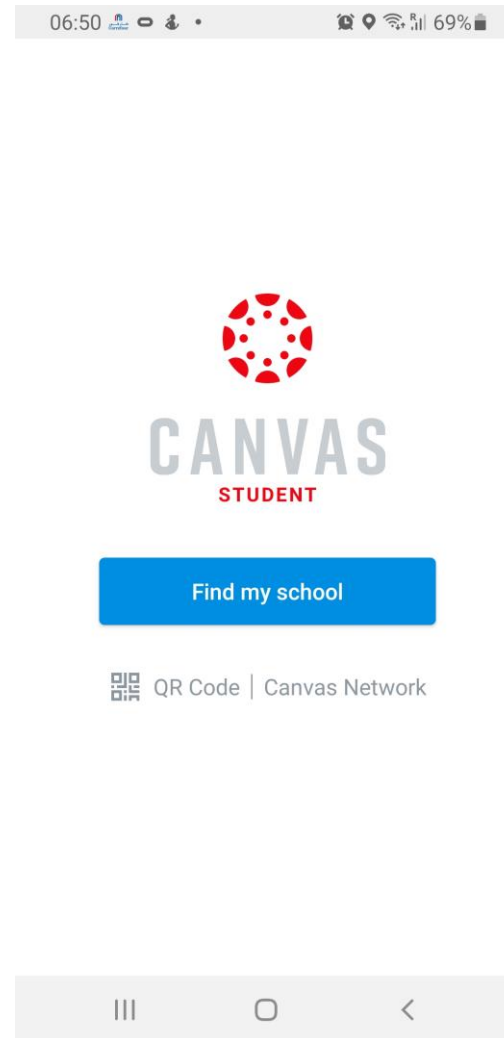 06:50 69%
CANVAS
STUDENT
Find my school
QR Code | Canvas Network